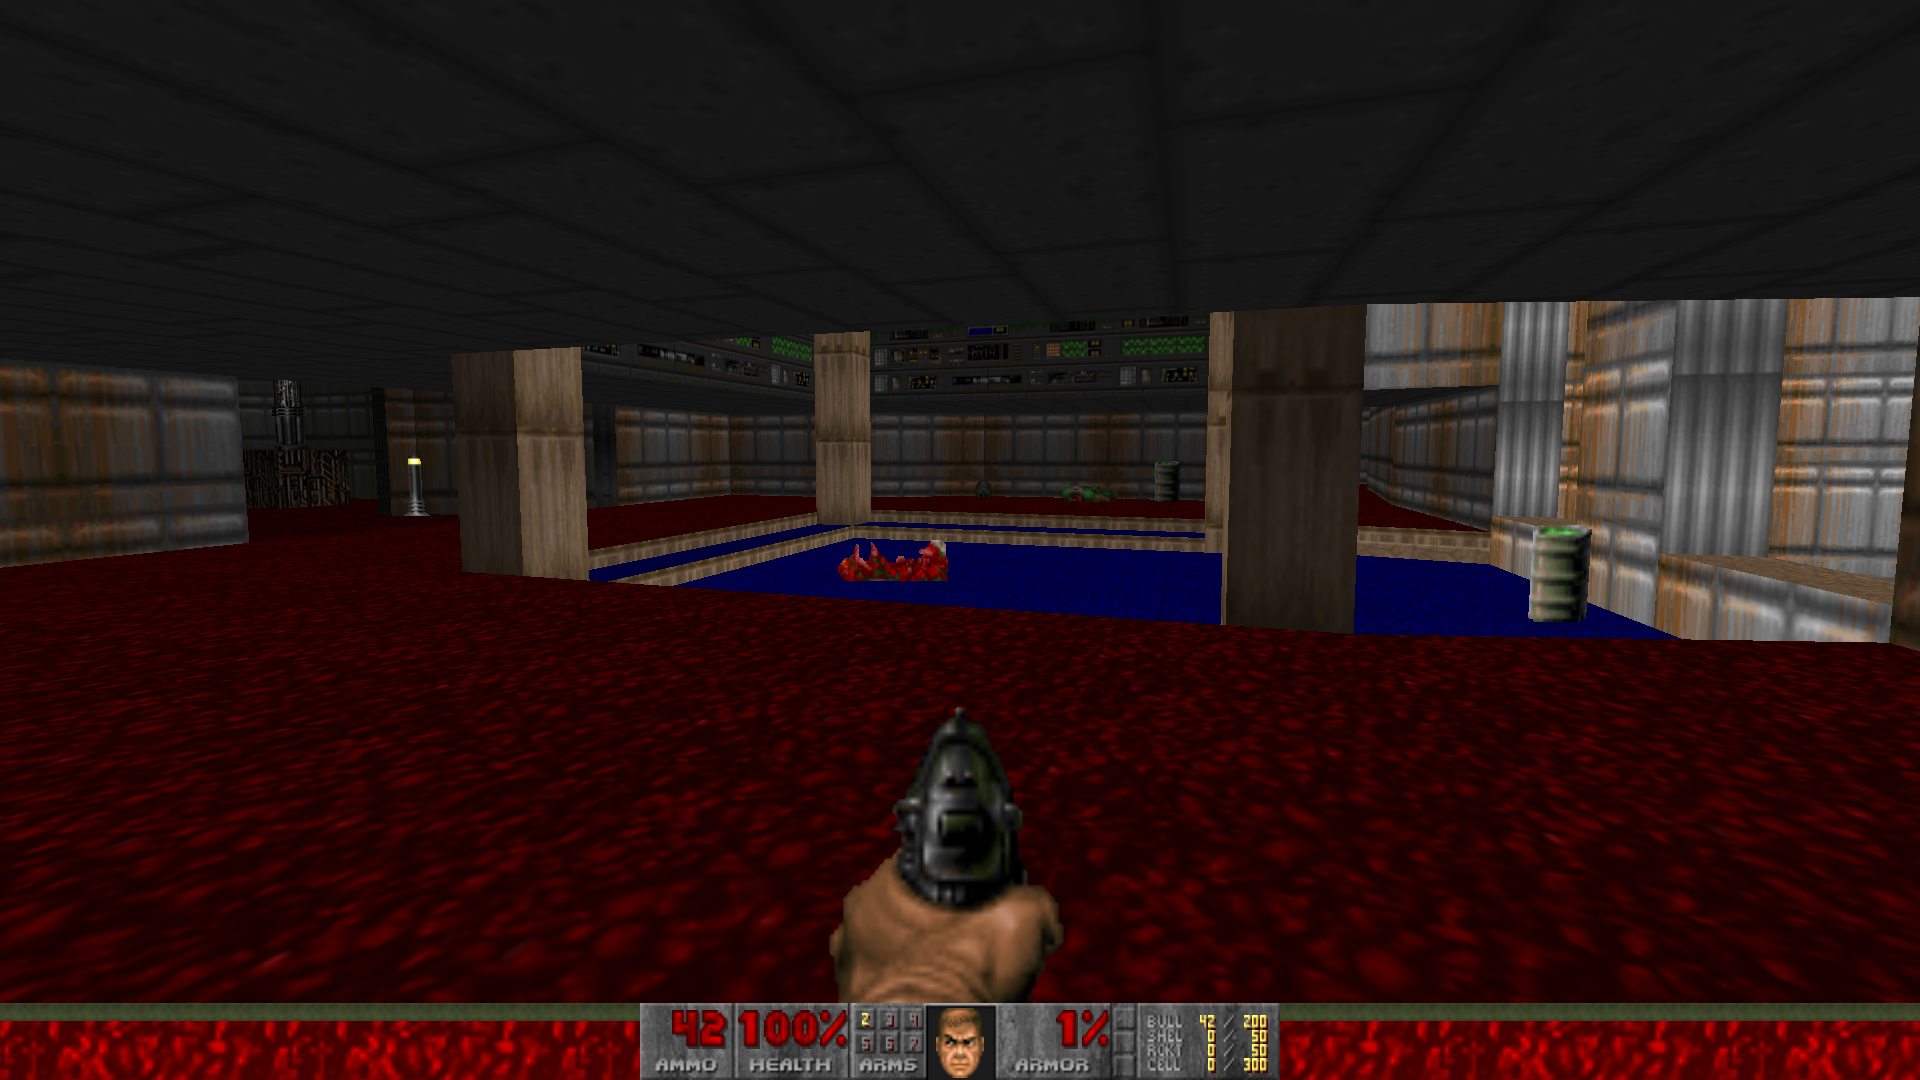 42 100% 2 3 4 1% BULL 42 / 200
5 6 7 SHEL 0 / 50
RCKT 0 / 50
AMMO HEALTH ARMS ARMOR CELL 0 / 300